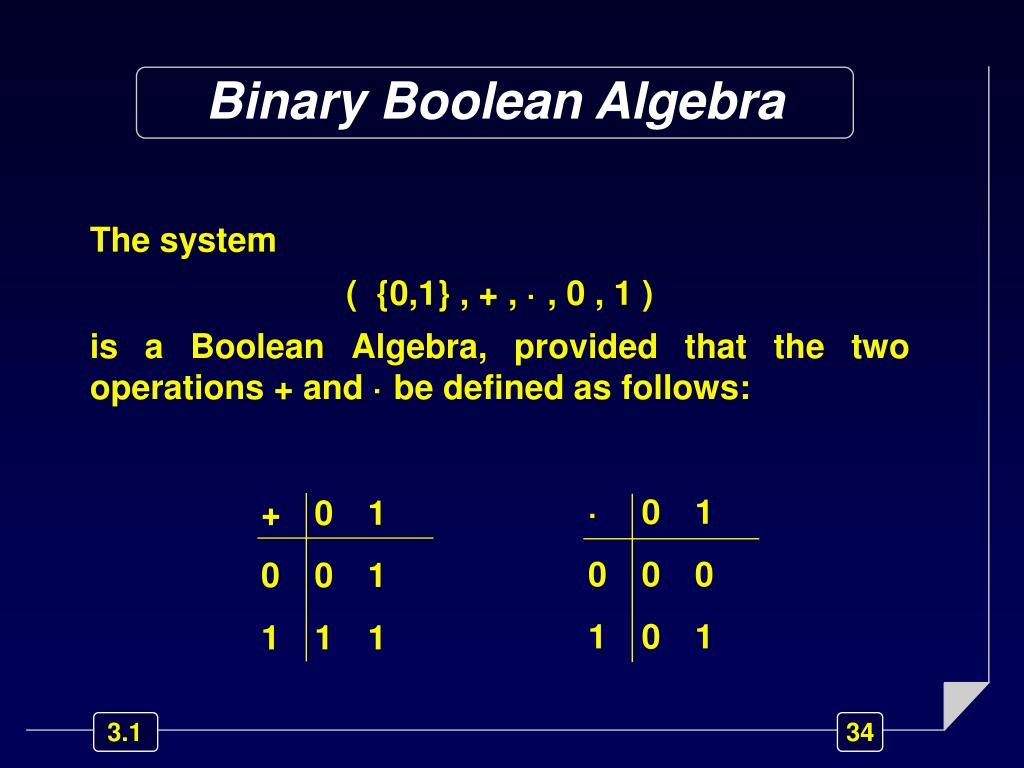 Binary Boolean Algebra
The system
( {0,1} , + , · , 0 , 1 )
is a Boolean Algebra, provided that the two
operations + and · be defined as follows:
+ 0 1
0 0 1
1 1 1
· 0 1
0 0 0
1 0 1
3.1
34